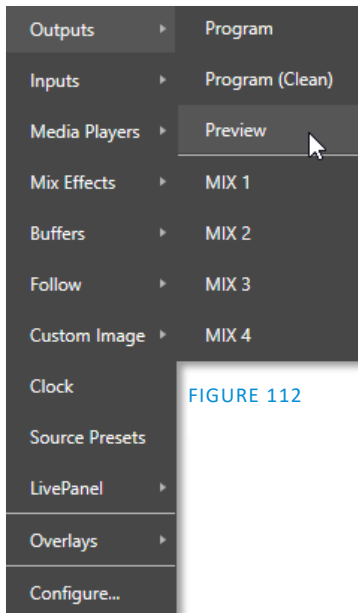 Outputs
Inputs
Media Players
Mix Effects
Buffers
Follow
Custom Image
Clock
Source Presets
LivePanel
Overlays
Configure...
Program
Program (Clean)
Preview
MIX 1
MIX 2
MIX 3
MIX 4
FIGURE 112